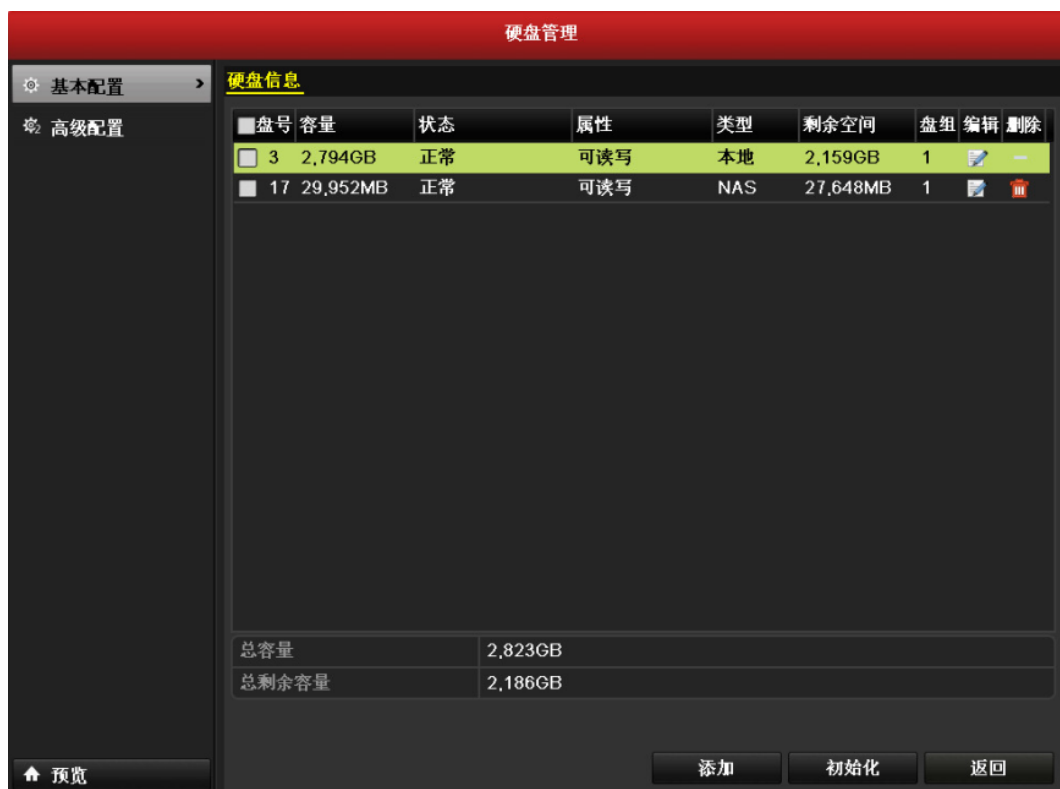 硬盘管理
基本配置
高级配置
硬盘信息
盘号 容量 状态 属性 类型 剩余空间 盘组 编辑 删除
3 2,794GB 正常 可读写 本地 2,159GB 1
17 29,952MB 正常 可读写 NAS 27,648MB 1
总容量 2,823GB
总剩余容量 2,186GB
预览
添加 初始化 返回